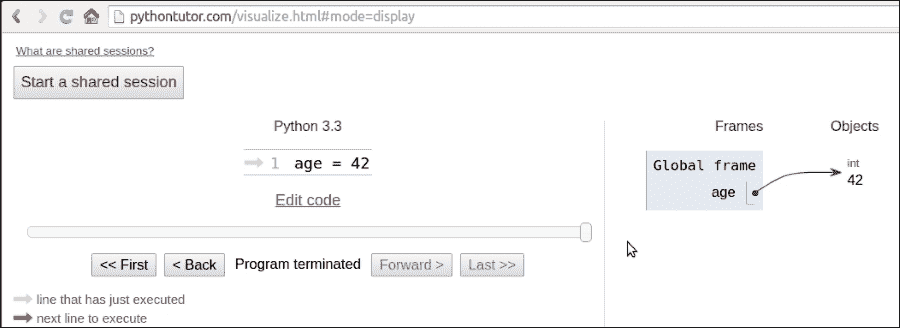 pythontutor.com/visualize.html#mode=display
What are shared sessions?
Start a shared session
Python 3.3
1 age = 42
Edit code
<< First
< Back
Program terminated
Forward >
Last >>
line that has just executed
next line to execute
Frames
Objects
Global frame
age
int
42